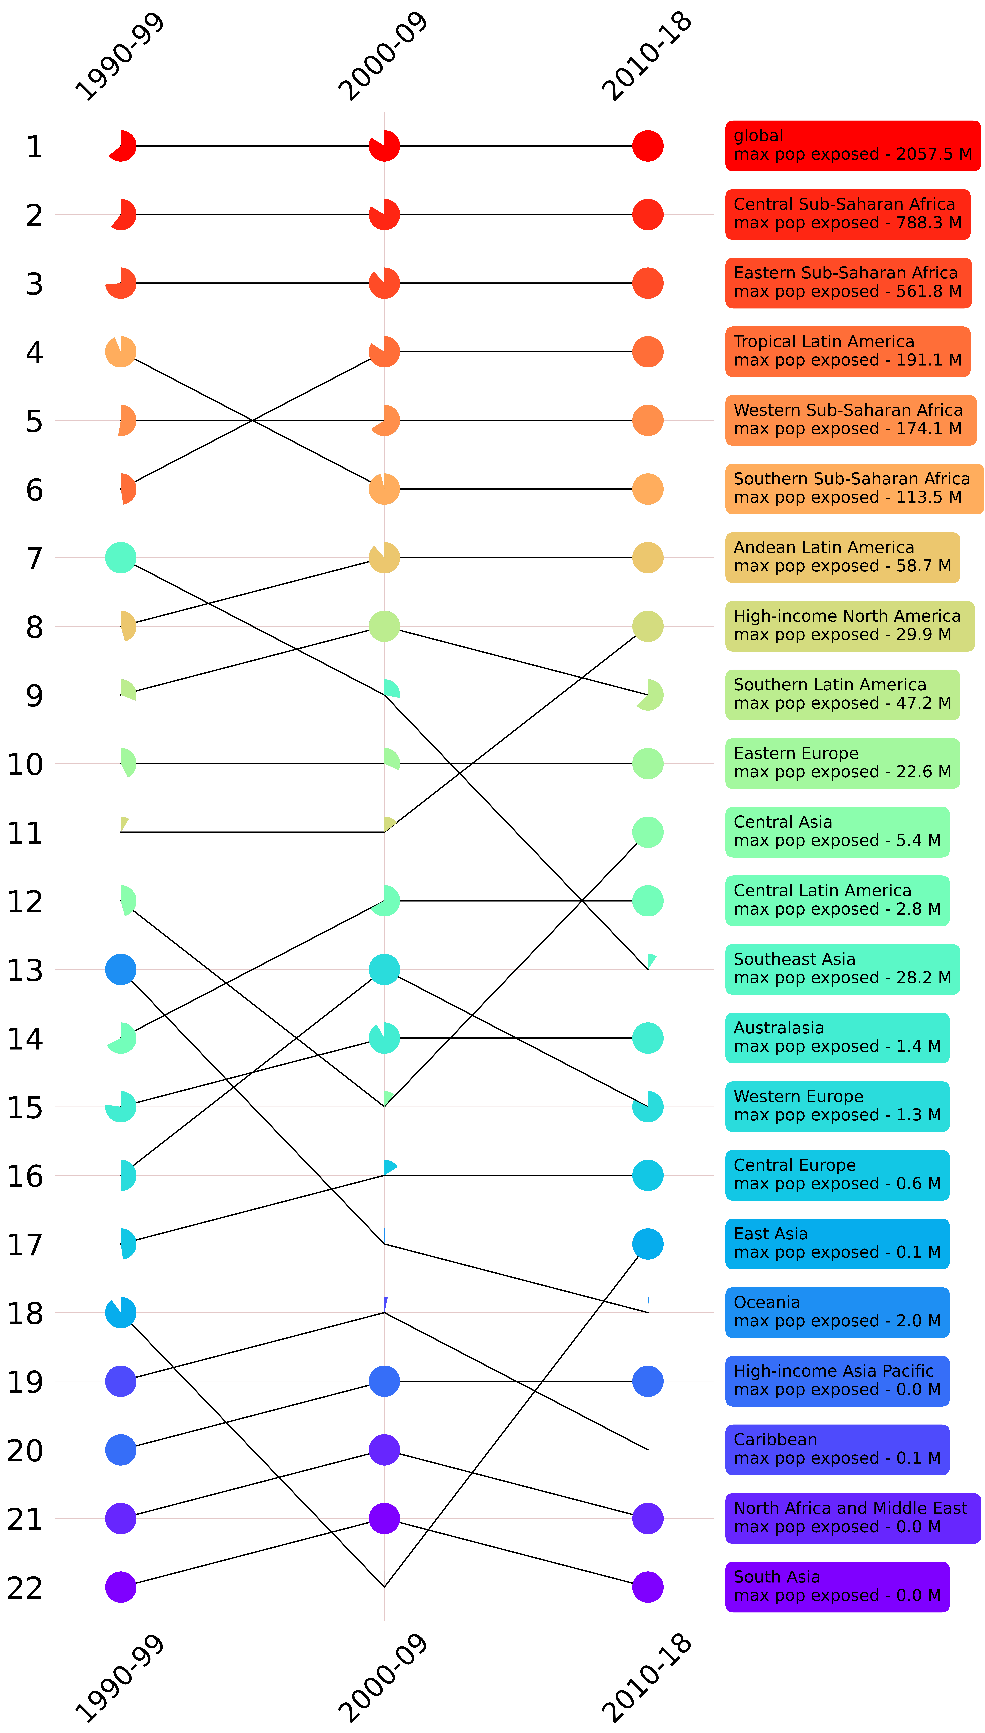 1990-99
2000-09
2010-18
1
global
max pop exposed - 2057.5 M
2
Central Sub-Saharan Africa
max pop exposed - 788.3 M
3
Eastern Sub-Saharan Africa
max pop exposed - 561.8 M
4
Tropical Latin America
max pop exposed - 191.1 M
5
Western Sub-Saharan Africa
max pop exposed - 174.1 M
6
Southern Sub-Saharan Africa
max pop exposed - 113.5 M
7
Andean Latin America
max pop exposed - 58.7 M
8
High-income North America
max pop exposed - 29.9 M
9
Southern Latin America
max pop exposed - 47.2 M
10
Eastern Europe
max pop exposed - 22.6 M
11
Central Asia
max pop exposed - 5.4 M
12
Central Latin America
max pop exposed - 2.8 M
13
Southeast Asia
max pop exposed - 28.2 M
14
Australasia
max pop exposed - 1.4 M
15
Western Europe
max pop exposed - 1.3 M
16
Central Europe
max pop exposed - 0.6 M
17
East Asia
max pop exposed - 0.1 M
18
Oceania
max pop exposed - 2.0 M
19
High-income Asia Pacific
max pop exposed - 0.0 M
20
Caribbean
max pop exposed - 0.1 M
21
North Africa and Middle East
max pop exposed - 0.0 M
22
South Asia
max pop exposed - 0.0 M
1990-99
2000-09
2010-18